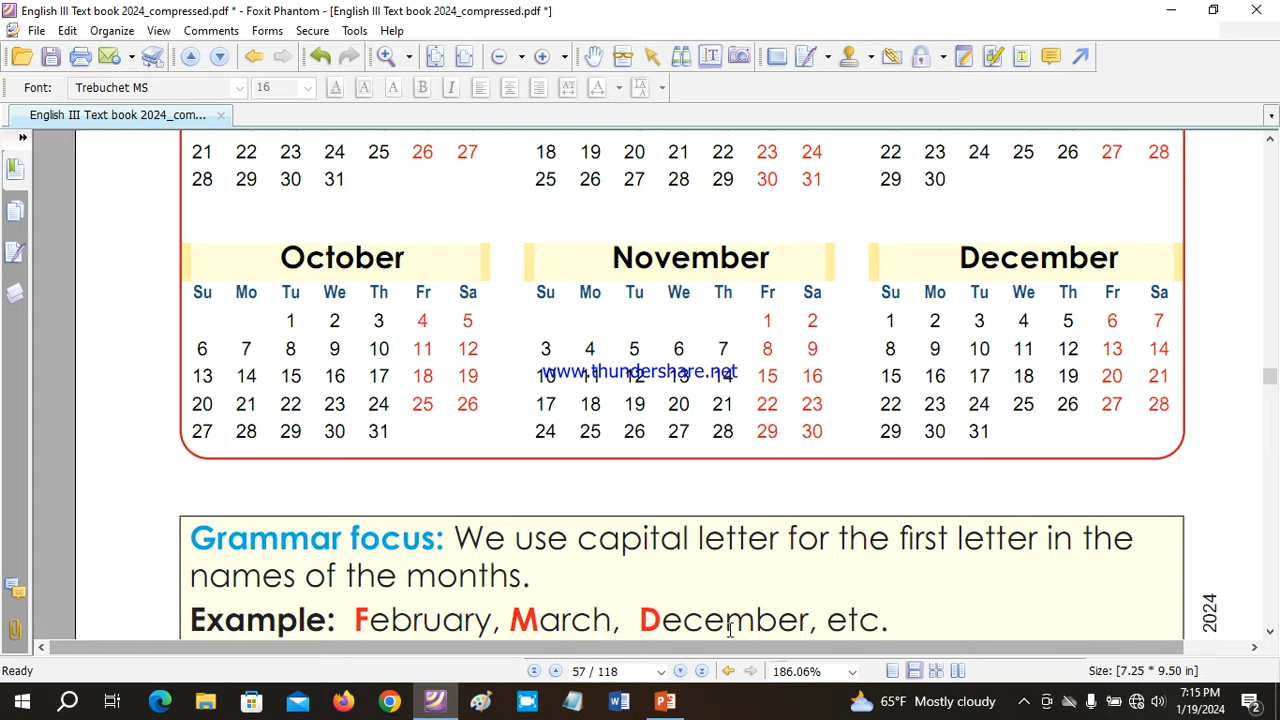 English III Text book 2024_compressed.pdf * - Foxit Phantom - [English III Text book 2024_compressed.pdf *]
File Edit Organize View Comments Forms Secure Tools Help
Font: Trebuchet MS 16
English III Text book 2024_com...
21 22 23 24 25 26 27 18 19 20 21 22 23 24 22 23 24 25 26 27 28
28 29 30 31 25 26 27 28 29 30 31 29 30
October November December
Su Mo Tu We Th Fr Sa Su Mo Tu We Th Fr Sa Su Mo Tu We Th Fr Sa
1 2 3 4 5 1 2 1 2 3 4 5 6 7
6 7 8 9 10 11 12 3 4 5 6 7 8 9 8 9 10 11 12 13 14
www.thundershare.net
13 14 15 16 17 18 19 10 11 12 13 14 15 16 15 16 17 18 19 20 21
20 21 22 23 24 25 26 17 18 19 20 21 22 23 22 23 24 25 26 27 28
27 28 29 30 31 24 25 26 27 28 29 30 29 30 31
Grammar focus: We use capital letter for the first letter in the
names of the months.
Example: February, March, December, etc.
2024
Ready 57 / 118 186.06% Size: [7.25 * 9.50 in]
65°F Mostly cloudy 7:15 PM
1/19/2024